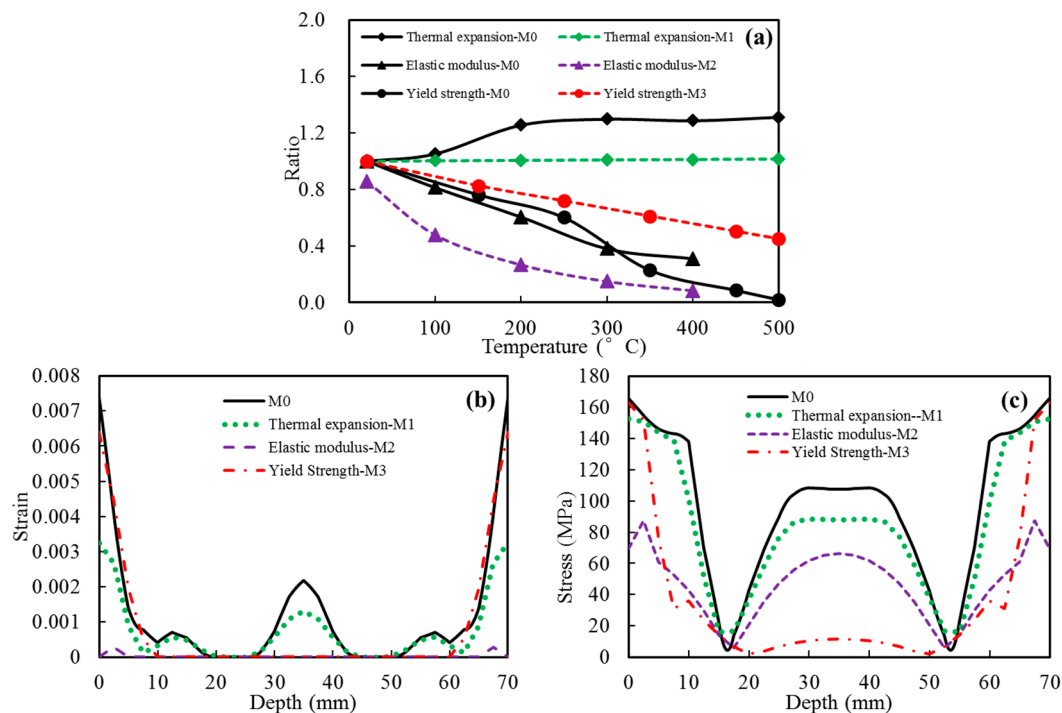 2.0
1.6
1.2
0.8
0.4
0.0
Ratio
Thermal expansion-M0
Thermal expansion-M1
(a)
Elastic modulus-M0
Elastic modulus-M2
Yield strength-M0
Yield strength-M3
0 100 200 300 400 500
Temperature (° C)
0.008
0.007
0.006
0.005
0.004
0.003
0.002
0.001
0
Strain
M0
(b)
Thermal expansion-M1
Elastic modulus-M2
Yield Strength-M3
0 10 20 30 40 50 60 70
Depth (mm)
180
160
140
120
100
80
60
40
20
0
Stress (MPa)
M0
(c)
Thermal expansion--M1
Elastic modulus-M2
Yield Strength-M3
0 10 20 30 40 50 60 70
Depth (mm)